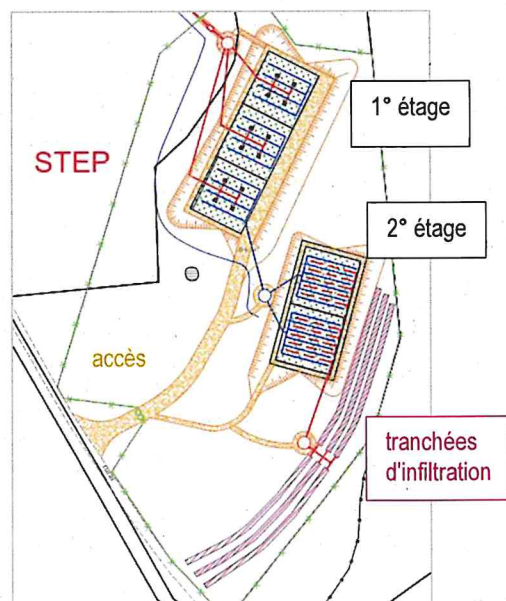 1° étage
STEP
2° étage
accès
tranchées
d'infiltration